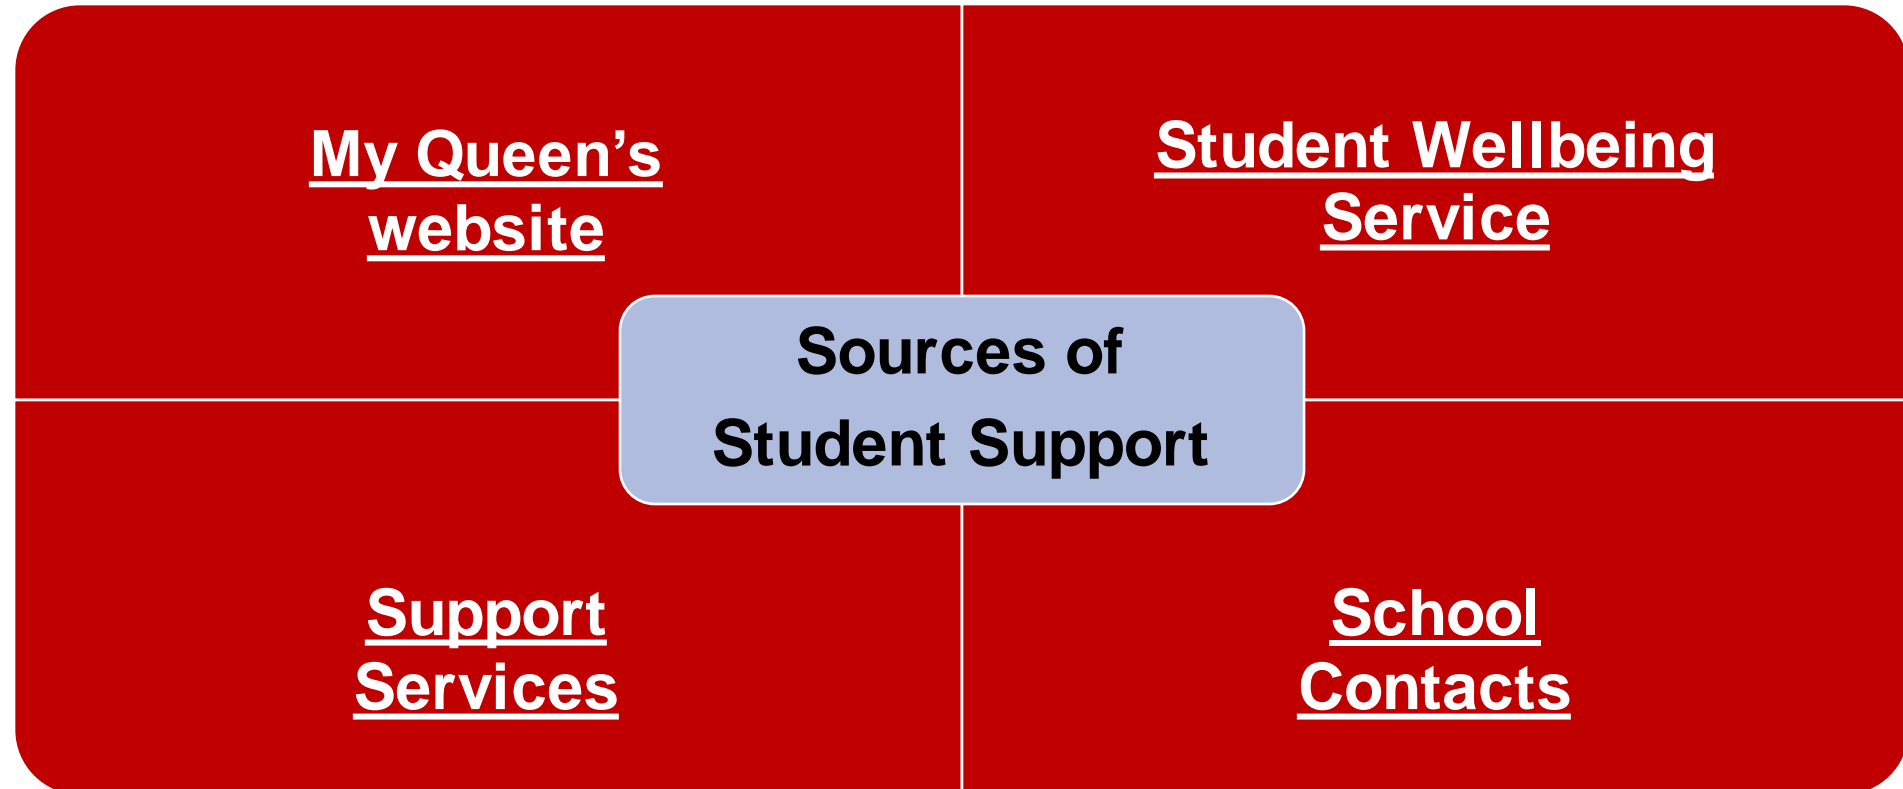 My Queen’s
website
Student Wellbeing
Service
Sources of
Student Support
Support
Services
School
Contacts